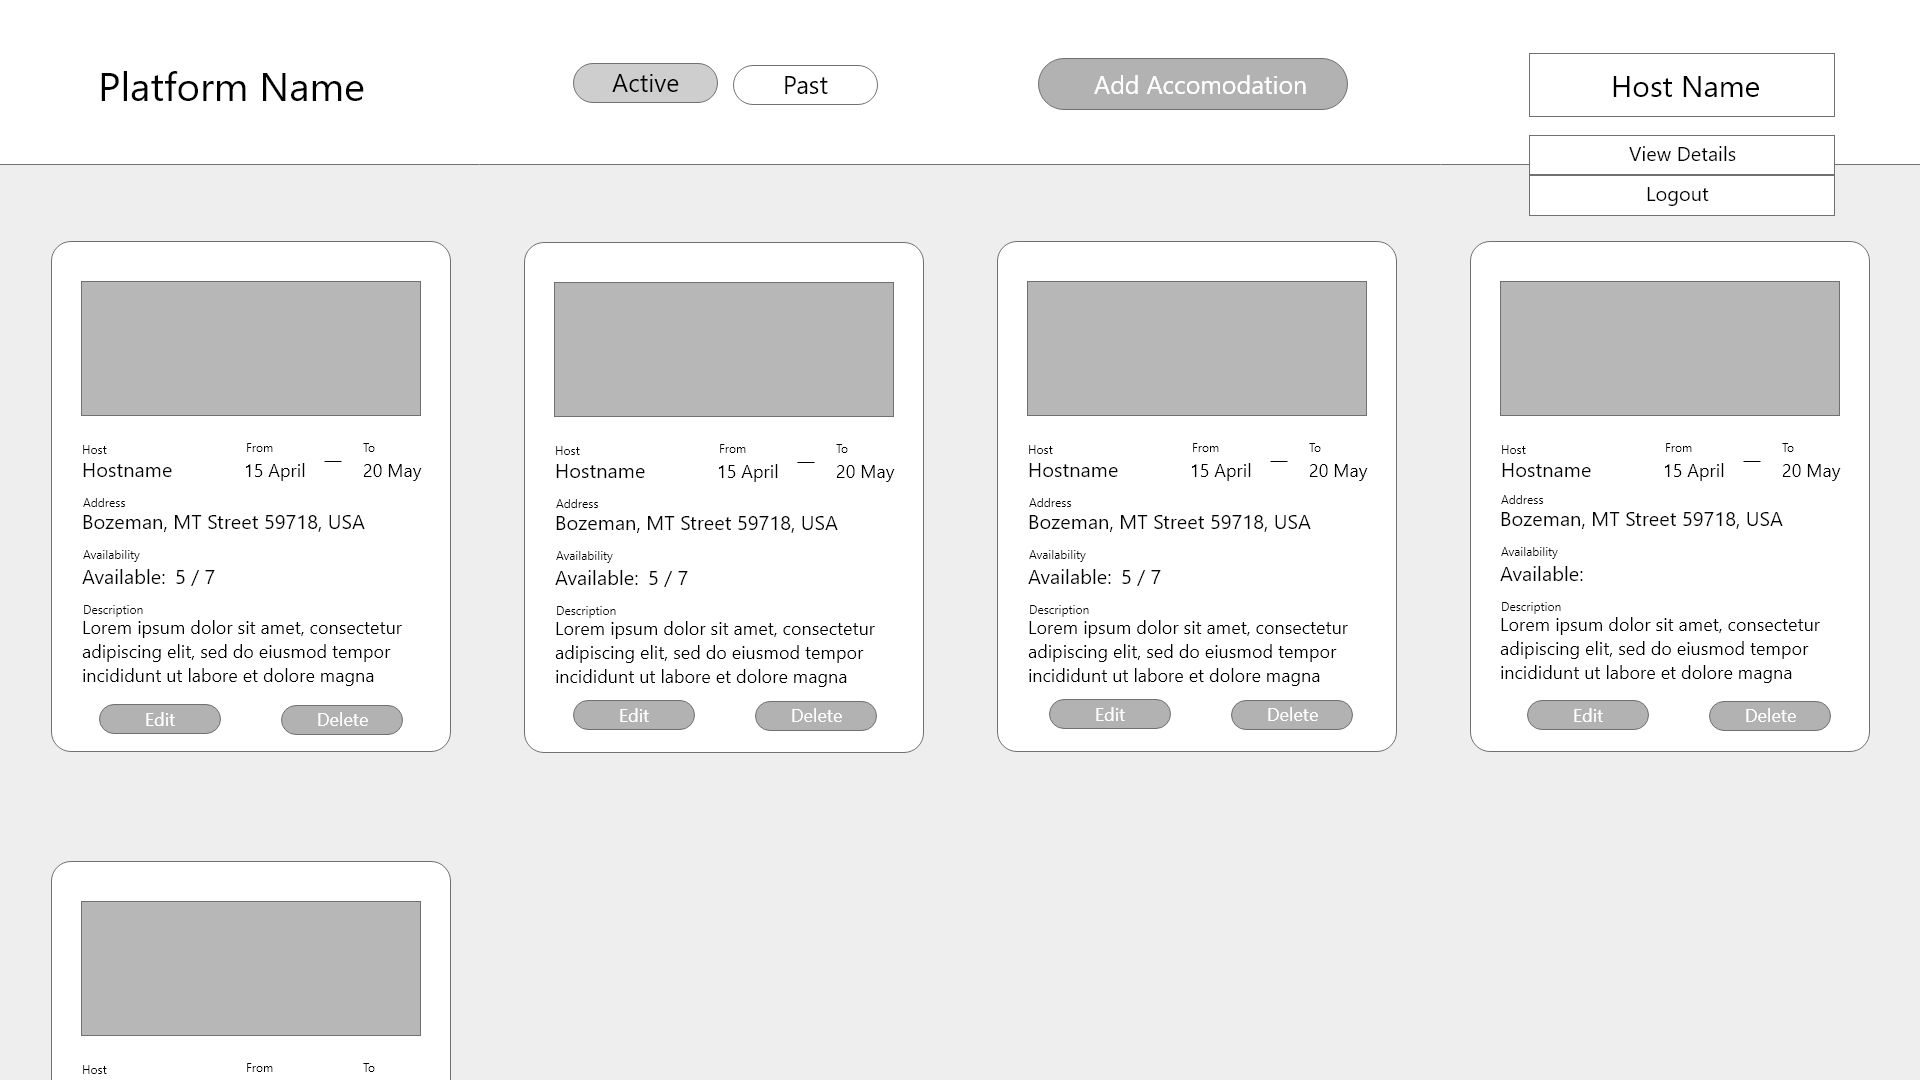 Platform Name
Active
Past
Add Accomodation
Host Name
View Details
Logout
Host
From
To
Hostname
15 April
—
20 May
Address
Bozeman, MT Street 59718, USA
Availability
Available:  5 / 7
Description
Lorem ipsum dolor sit amet, consectetur
adipiscing elit, sed do eiusmod tempor
incididunt ut labore et dolore magna
Edit
Delete
Host
From
To
Hostname
15 April
—
20 May
Address
Bozeman, MT Street 59718, USA
Availability
Available:  5 / 7
Description
Lorem ipsum dolor sit amet, consectetur
adipiscing elit, sed do eiusmod tempor
incididunt ut labore et dolore magna
Edit
Delete
Host
From
To
Hostname
15 April
—
20 May
Address
Bozeman, MT Street 59718, USA
Availability
Available:  5 / 7
Description
Lorem ipsum dolor sit amet, consectetur
adipiscing elit, sed do eiusmod tempor
incididunt ut labore et dolore magna
Edit
Delete
Host
From
To
Hostname
15 April
—
20 May
Address
Bozeman, MT Street 59718, USA
Availability
Available:
Description
Lorem ipsum dolor sit amet, consectetur
adipiscing elit, sed do eiusmod tempor
incididunt ut labore et dolore magna
Edit
Delete
Host
From
To